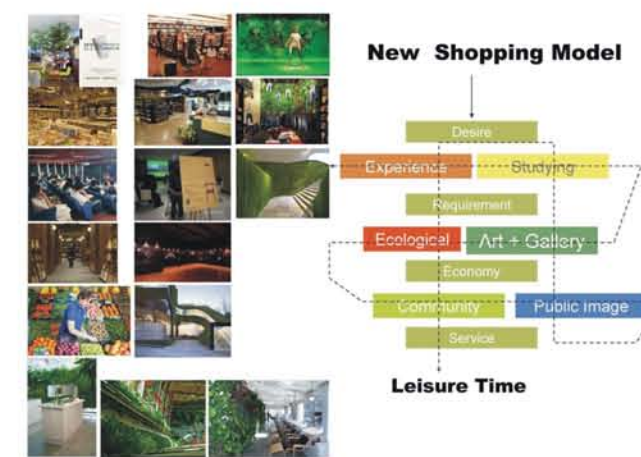 New Shopping Model
Desire
Experience
Studying
Requirement
Ecological
Art + Gallery
Economy
Community
Public Image
Service
Leisure Time